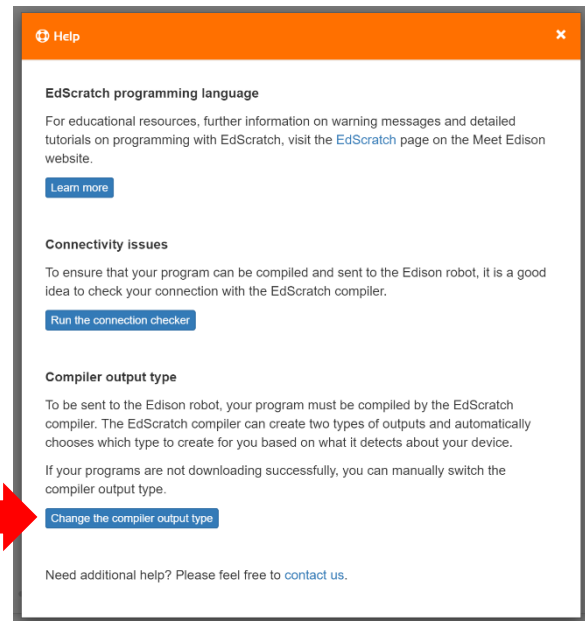 Help ×
EdScratch programming language
For educational resources, further information on warning messages and detailed
tutorials on programming with EdScratch, visit the EdScratch page on the Meet Edison
website.
Learn more
Connectivity issues
To ensure that your program can be compiled and sent to the Edison robot, it is a good
idea to check your connection with the EdScratch compiler.
Run the connection checker
Compiler output type
To be sent to the Edison robot, your program must be compiled by the EdScratch
compiler. The EdScratch compiler can create two types of outputs and automatically
chooses which type to create for you based on what it detects about your device.
If your programs are not downloading successfully, you can manually switch the
compiler output type.
Change the compiler output type
Need additional help? Please feel free to contact us.